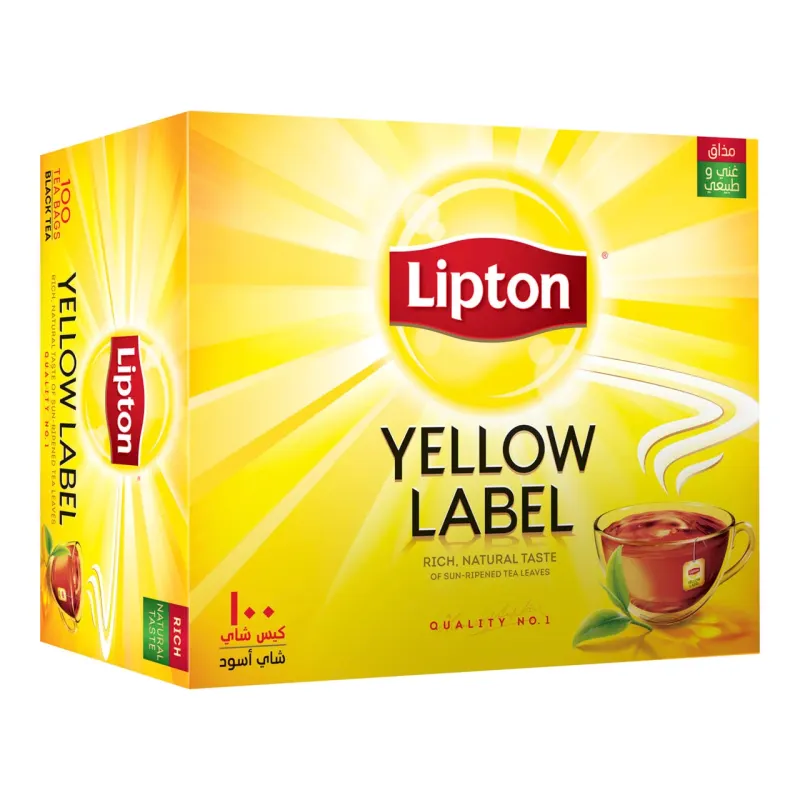 100
TEA BAGS
BLACK TEA
YELLOW LABEL
RICH, NATURAL TASTE OF SUN-RIPENED TEA LEAVES
QUALITY NO.1
Lipton
RICH
NATURAL
TASTE
مذاق
غني و
طبيعي
Lipton
®
YELLOW
LABEL
RICH, NATURAL TASTE
OF SUN-RIPENED TEA LEAVES
QUALITY NO.1
Lipton
١٠٠
كيس شاي
شاي أسود